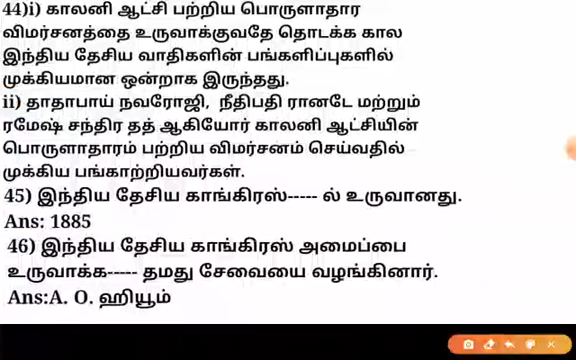 44)i) காலனி ஆட்சி பற்றிய பொருளாதார
விமர்சனத்தை உருவாக்குவதே தொடக்க கால
இந்திய தேசிய வாதிகளின் பங்களிப்புகளில்
முக்கியமான ஒன்றாக இருந்தது.
ii) தாதாபாய் நவரோஜி, நீதிபதி ரானடே மற்றும்
ரமேஷ் சந்திர தத் ஆகியோர் காலனி ஆட்சியின்
பொருளாதாரம் பற்றிய விமர்சனம் செய்வதில்
முக்கிய பங்காற்றியவர்கள்.
45) இந்திய தேசிய காங்கிரஸ்----- ல் உருவானது.
Ans: 1885
46) இந்திய தேசிய காங்கிரஸ் அமைப்பை
உருவாக்க----- தமது சேவையை வழங்கினார்.
Ans:A. O. ஹியூம்